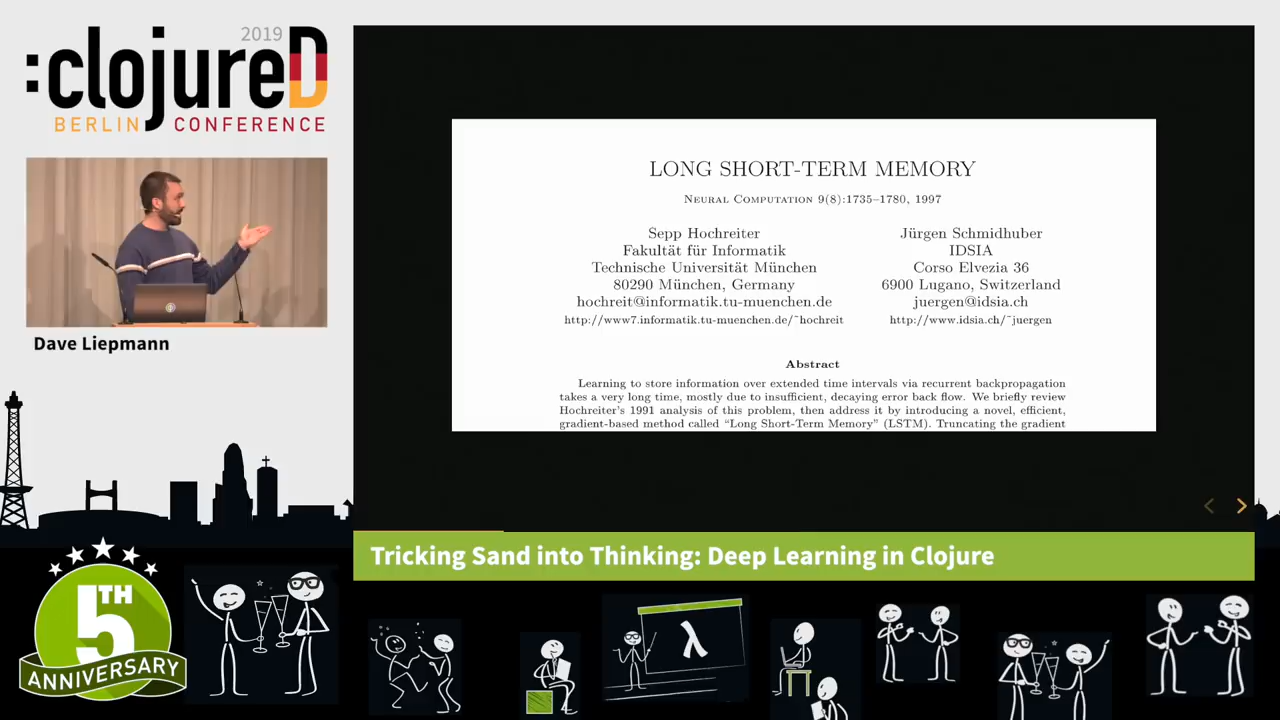 2019
:clojureD
BERLIN CONFERENCE
Dave Liepmann
LONG SHORT-TERM MEMORY
NEURAL COMPUTATION 9(8):1735–1780, 1997
Sepp Hochreiter
Fakultät für Informatik
Technische Universität München
80290 München, Germany
hochreit@informatik.tu-muenchen.de
http://www7.informatik.tu-muenchen.de/~hochreit
Jürgen Schmidhuber
IDSIA
Corso Elvezia 36
6900 Lugano, Switzerland
juergen@idsia.ch
http://www.idsia.ch/~juergen
Abstract
Learning to store information over extended time intervals via recurrent backpropagation
takes a very long time, mostly due to insufficient, decaying error back flow. We briefly review
Hochreiter's 1991 analysis of this problem, then address it by introducing a novel, efficient,
gradient-based method called “Long Short-Term Memory” (LSTM). Truncating the gradient
Tricking Sand into Thinking: Deep Learning in Clojure
5TH
ANNIVERSARY
λ